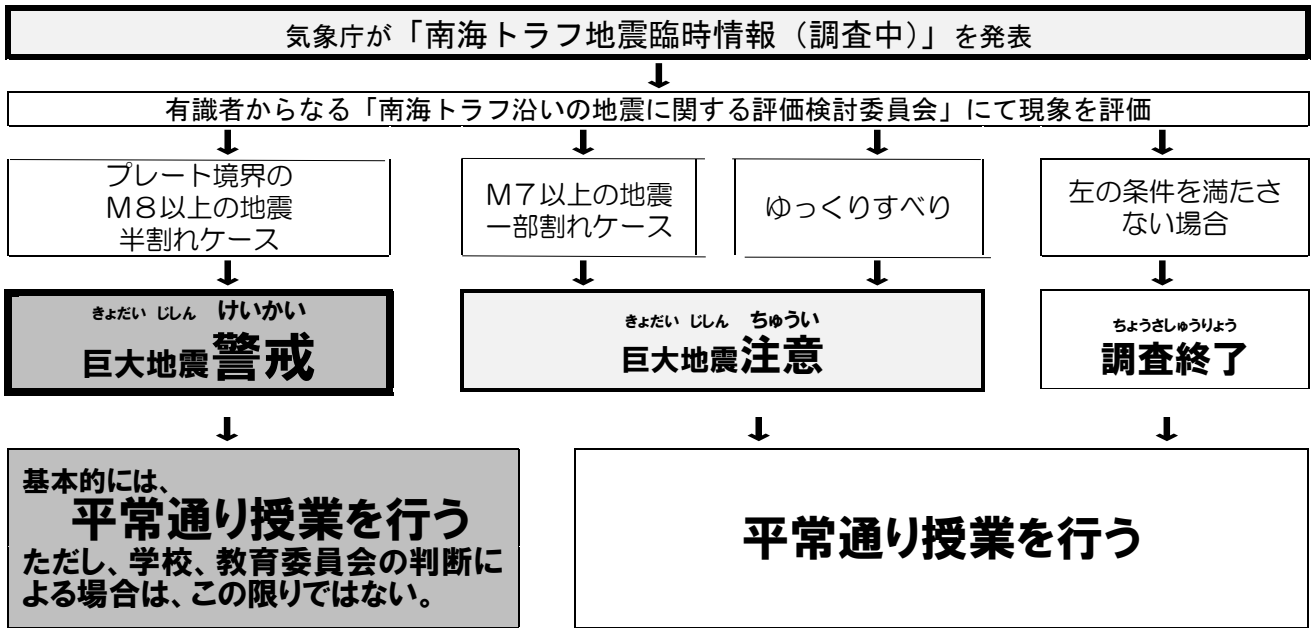 気象庁が「南海トラフ地震臨時情報（調査中）」を発表
↓
有識者からなる「南海トラフ沿いの地震に関する評価検討委員会」にて現象を評価
↓ ↓ ↓ ↓
プレート境界の
Ｍ８以上の地震
半割れケース
Ｍ７以上の地震
一部割れケース
ゆっくりすべり
左の条件を満たさ
ない場合
↓ ↓ ↓ ↓
きょだい じしん けいかい
巨大地震警戒
きょだい じしん ちゅうい
巨大地震注意
ちょうさしゅうりょう
調査終了
↓ ↓ ↓
基本的には、
平常通り授業を行う
ただし、学校、教育委員会の判断に
よる場合は、この限りではない。
平常通り授業を行う